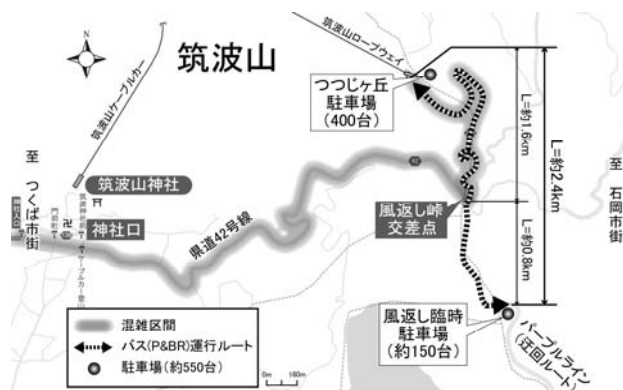 筑波山
筑波山ロープウェイ
筑波山ケーブルカー
つつじヶ丘
駐車場
(400台)
L=約1.6km
L=約2.4km
至 つくば市街
至 石岡市街
42
筑波山神社
神社口
県道42号線
風返し峠
交差点
L=約0.8km
風返し臨時
駐車場
(約150台)
パープルライン
(迂回ルート)
混雑区間
バス(P&BR)運行ルート
駐車場(約550台)
0m 160m